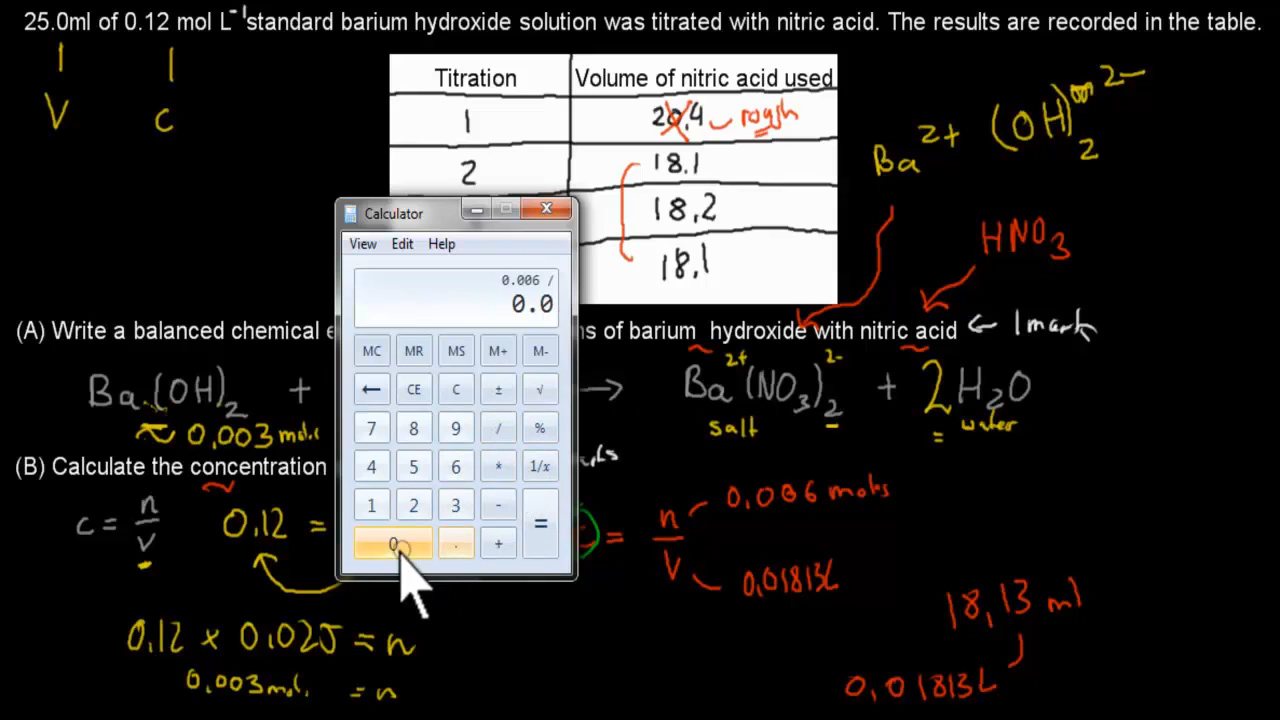 25.0ml of 0.12 mol L⁻¹ standard barium hydroxide solution was titrated with nitric acid. The results are recorded in the table.
V C
Titration Volume of nitric acid used
1 20.4 rough
2 18.1
18.2
18.1
Ba²⁺ (OH)₂
HNO₃
Calculator
View Edit Help
0.006 /
0.0
MC MR MS M+ M-
← CE C ± √
7 8 9 / %
4 5 6 * 1/x
1 2 3 - =
0 . +
(A) Write a balanced chemical of barium hydroxide with nitric acid ← 1 mark
Ba(OH)₂ + → Ba²⁺(NO₃)₂²⁻ + 2H₂O
0.003 mol salt water
(B) Calculate the concentration
c = n/v 0.12 = = n/V 0.006 mols
0.01813L
18.13 ml
0.12 × 0.025 = n
0.003 mol. = n
0.01813L